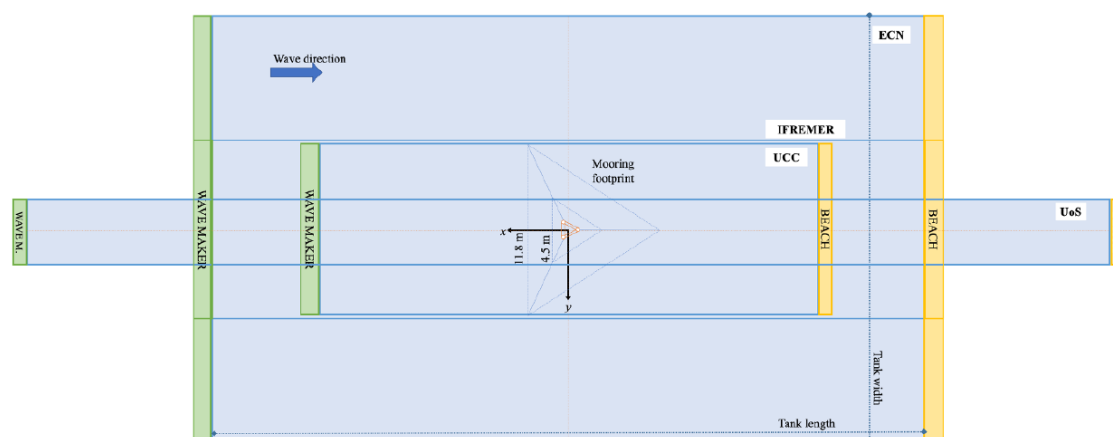 ECN
Wave direction
IFREMER
UCC
Mooring
footprint
WAVE M.
WAVE MAKER
WAVE MAKER
x
11.8 m
4.5 m
y
BEACH
BEACH
UoS
Tank width
Tank length